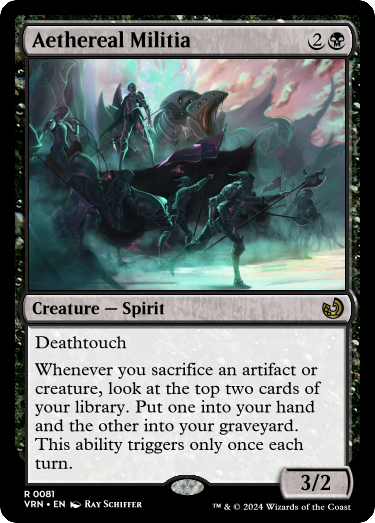 Aethereal Militia 2
Creature — Spirit
Deathtouch
Whenever you sacrifice an artifact or
creature, look at the top two cards of
your library. Put one into your hand
and the other into your graveyard.
This ability triggers only once each
turn.
3/2
R 0081
VRN • EN Ray Schiffer
™ & © 2024 Wizards of the Coast